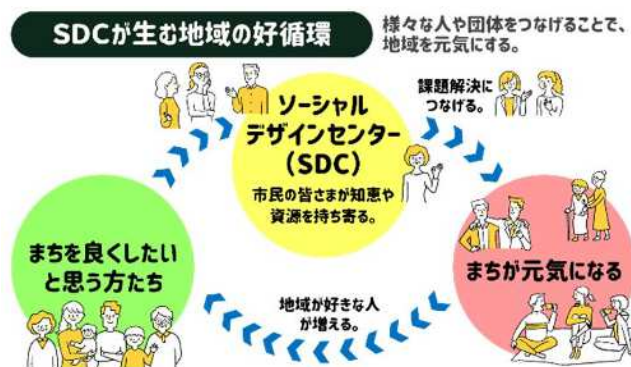 SDCが生む地域の好循環
様々な人や団体をつなげることで、
地域を元気にする。
ソーシャル
デザインセンター
(SDC)
市民の皆さまが知恵や
資源を持ち寄る。
課題解決に
つなげる。
まちを良くしたい
と思う方たち
まちが元気になる
地域が好きな人
が増える。